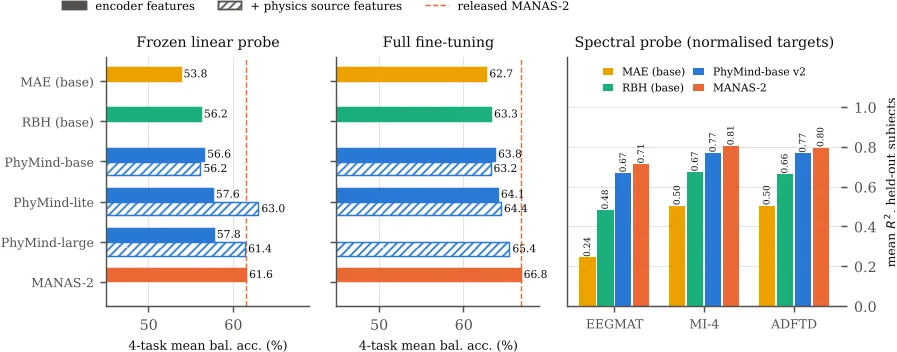 encoder features + physics source features released MANAS-2
Frozen linear probe Full fine-tuning Spectral probe (normalised targets)
MAE (base)
RBH (base)
PhyMind-base
PhyMind-lite
PhyMind-large
MANAS-2
53.8
56.2
56.6
56.2
57.6
63.0
57.8
61.4
61.6
50 60
4-task mean bal. acc. (%)
62.7
63.3
63.8
63.2
64.1
64.4
65.4
66.8
50 60
4-task mean bal. acc. (%)
MAE (base) PhyMind-base v2
RBH (base) MANAS-2
0.24 0.48 0.67 0.71
0.50 0.67 0.77 0.81
0.50 0.66 0.77 0.80
EEGMAT MI-4 ADFTD
1.0
0.8
0.6
0.4
0.2
0.0
mean R², held-out subjects